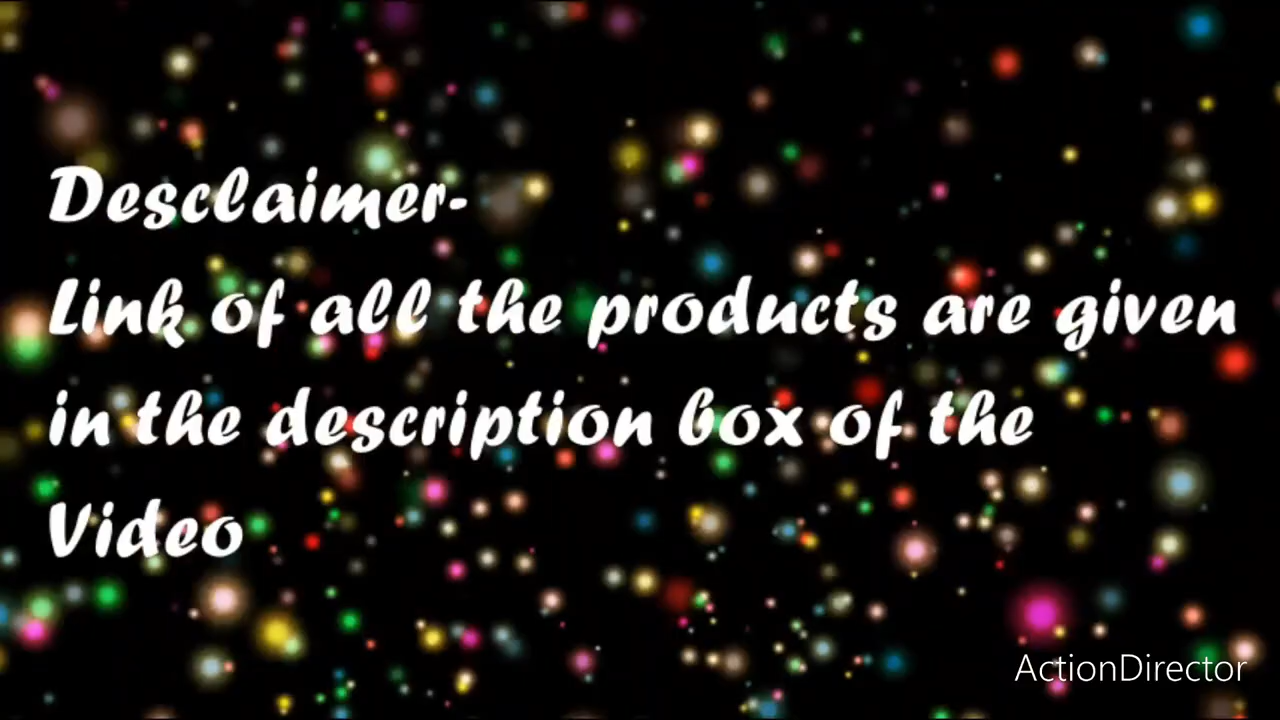 Desclaimer-
Link of all the products are given
in the description box of the
Video
ActionDirector